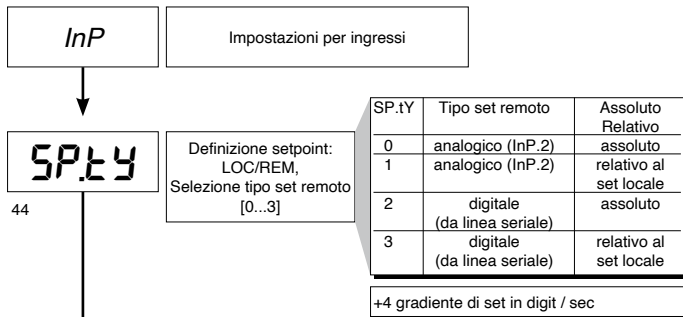 InP
Impostazioni per ingressi
SP.tY
44
Definizione setpoint:
LOC/REM,
Selezione tipo set remoto
[0...3]
SP.tY Tipo set remoto Assoluto
Relativo
0 analogico (InP.2) assoluto
1 analogico (InP.2) relativo al
set locale
2 digitale assoluto
(da linea seriale)
3 digitale relativo al
(da linea seriale) set locale
+4 gradiente di set in digit / sec